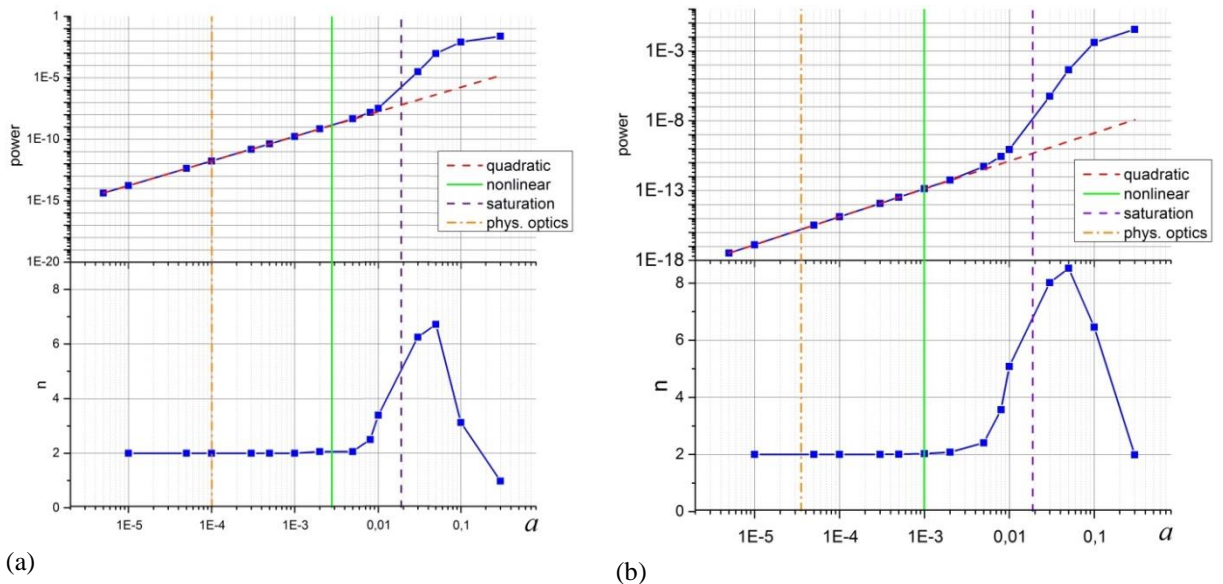 1
1E-5
1E-10
1E-15
1E-20
power
quadratic
nonlinear
saturation
phys. optics
8
6
4
2
0
n
1E-5
1E-4
1E-3
0,01
0,1
a
(a)
1E-3
1E-8
1E-13
1E-18
power
quadratic
nonlinear
saturation
phys. optics
8
6
4
2
0
n
1E-5
1E-4
1E-3
0,01
0,1
a
(b)